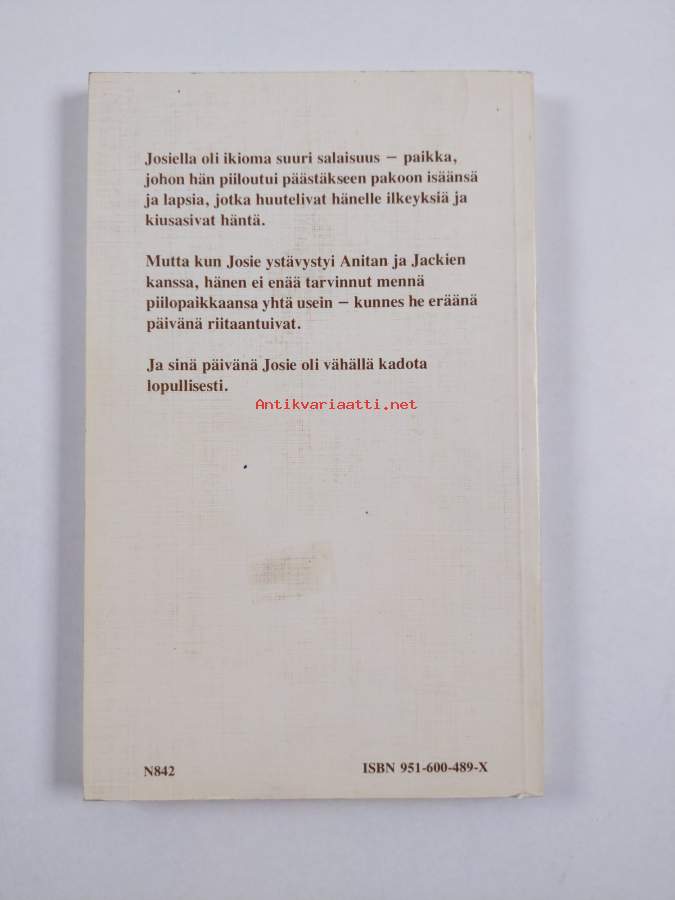 Josiella oli ikioma suuri salaisuus – paikka,
johon hän piiloutui päästäkseen pakoon isäänsä
ja lapsia, jotka huutelivat hänelle ilkeyksiä ja
kiusasivat häntä.
Mutta kun Josie ystävystyi Anitan ja Jackien
kanssa, hänen ei enää tarvinnut mennä
piilopaikkaansa yhtä usein – kunnes he eräänä
päivänä riitaantuivat.
Ja sinä päivänä Josie oli vähällä kadota
lopullisesti.
Antikvariaatti.net
N842 ISBN 951-600-489-X